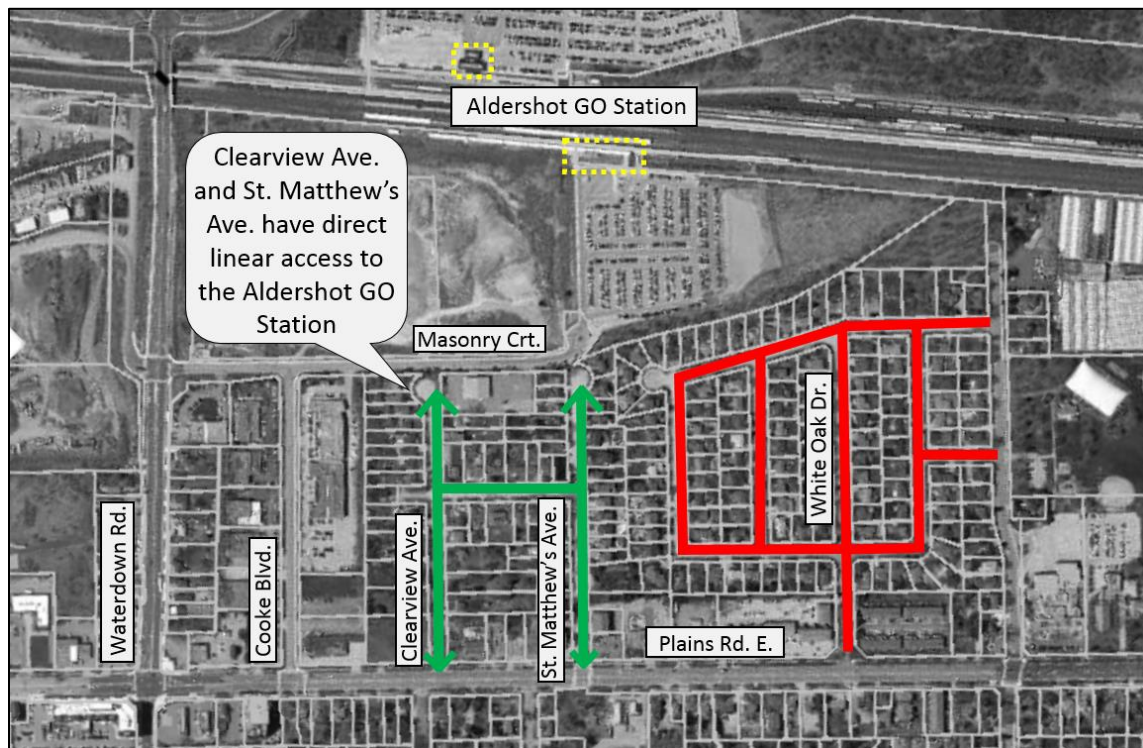 Aldershot GO Station
Clearview Ave.
and St. Matthew’s
Ave. have direct
linear access to
the Aldershot GO
Station
Masonry Crt.
White Oak Dr.
Waterdown Rd.
Cooke Blvd.
Clearview Ave.
St. Matthew’s Ave.
Plains Rd. E.